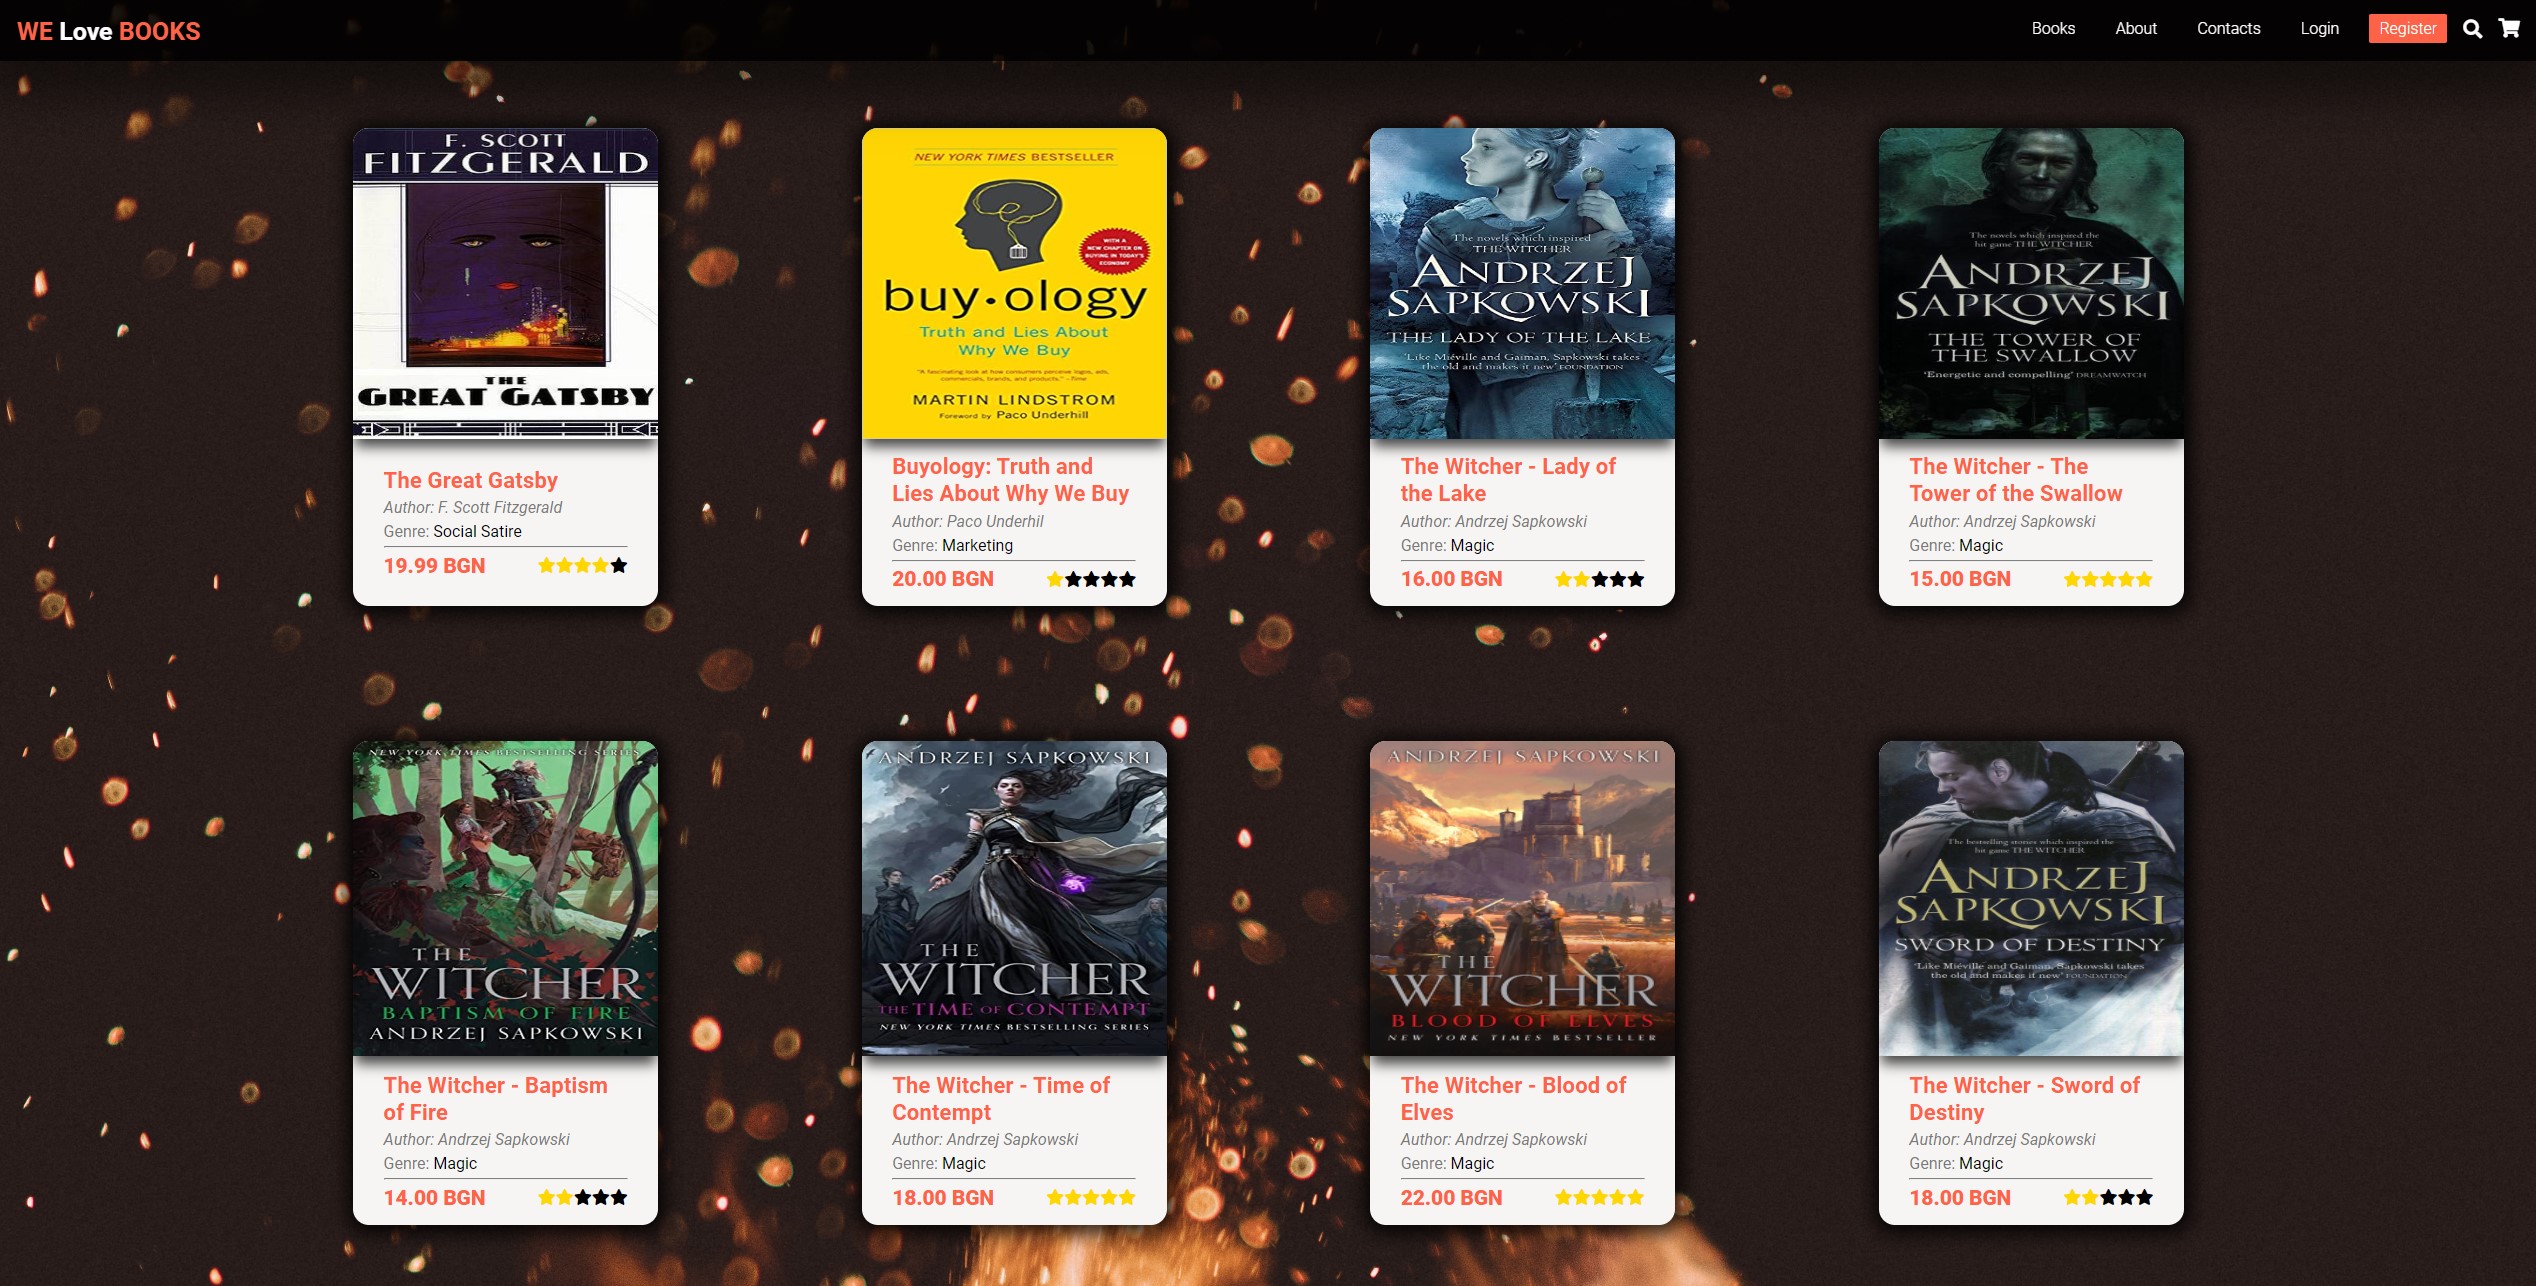 WE Love BOOKS
Books
About
Contacts
Login
Register
F. SCOTT
FITZGERALD
THE
GREAT GATSBY
The Great Gatsby
Author: F. Scott Fitzgerald
Genre: Social Satire
19.99 BGN
NEW YORK TIMES BESTSELLER
WITH A
NEW CHAPTER ON
BUYING IN TODAY'S
ECONOMY
buy•ology
Truth and Lies About
Why We Buy
"A fascinating look at how consumers perceive logos, ads,
commercials, brands, and products." –Time
MARTIN LINDSTROM
Foreword by Paco Underhill
Buyology: Truth and
Lies About Why We Buy
Author: Paco Underhil
Genre: Marketing
20.00 BGN
The novels which inspired
THE WITCHER
ANDRZEJ
SAPKOWSKI
THE LADY OF THE LAKE
'Like Miéville and Gaiman, Sapkowski takes
the old and makes it new' FOUNDATION
The Witcher - Lady of
the Lake
Author: Andrzej Sapkowski
Genre: Magic
16.00 BGN
The novels which inspired the
hit game THE WITCHER
ANDRZEJ
SAPKOWSKI
THE TOWER OF
THE SWALLOW
'Energetic and compelling' DREAMWATCH
The Witcher - The
Tower of the Swallow
Author: Andrzej Sapkowski
Genre: Magic
15.00 BGN
NEW YORK TIMES BESTSELLING SERIES
THE
WITCHER
BAPTISM OF FIRE
ANDRZEJ SAPKOWSKI
The Witcher - Baptism
of Fire
Author: Andrzej Sapkowski
Genre: Magic
14.00 BGN
ANDRZEJ SAPKOWSKI
THE
WITCHER
THE TIME OF CONTEMPT
NEW YORK TIMES BESTSELLING SERIES
The Witcher - Time of
Contempt
Author: Andrzej Sapkowski
Genre: Magic
18.00 BGN
ANDRZEJ SAPKOWSKI
THE
WITCHER
BLOOD OF ELVES
NEW YORK TIMES BESTSELLER
The Witcher - Blood of
Elves
Author: Andrzej Sapkowski
Genre: Magic
22.00 BGN
The bestselling stories which inspired the
hit game THE WITCHER
ANDRZEJ
SAPKOWSKI
SWORD OF DESTINY
'Like Miéville and Gaiman, Sapkowski takes
the old and makes it new' FOUNDATION
The Witcher - Sword of
Destiny
Author: Andrzej Sapkowski
Genre: Magic
18.00 BGN